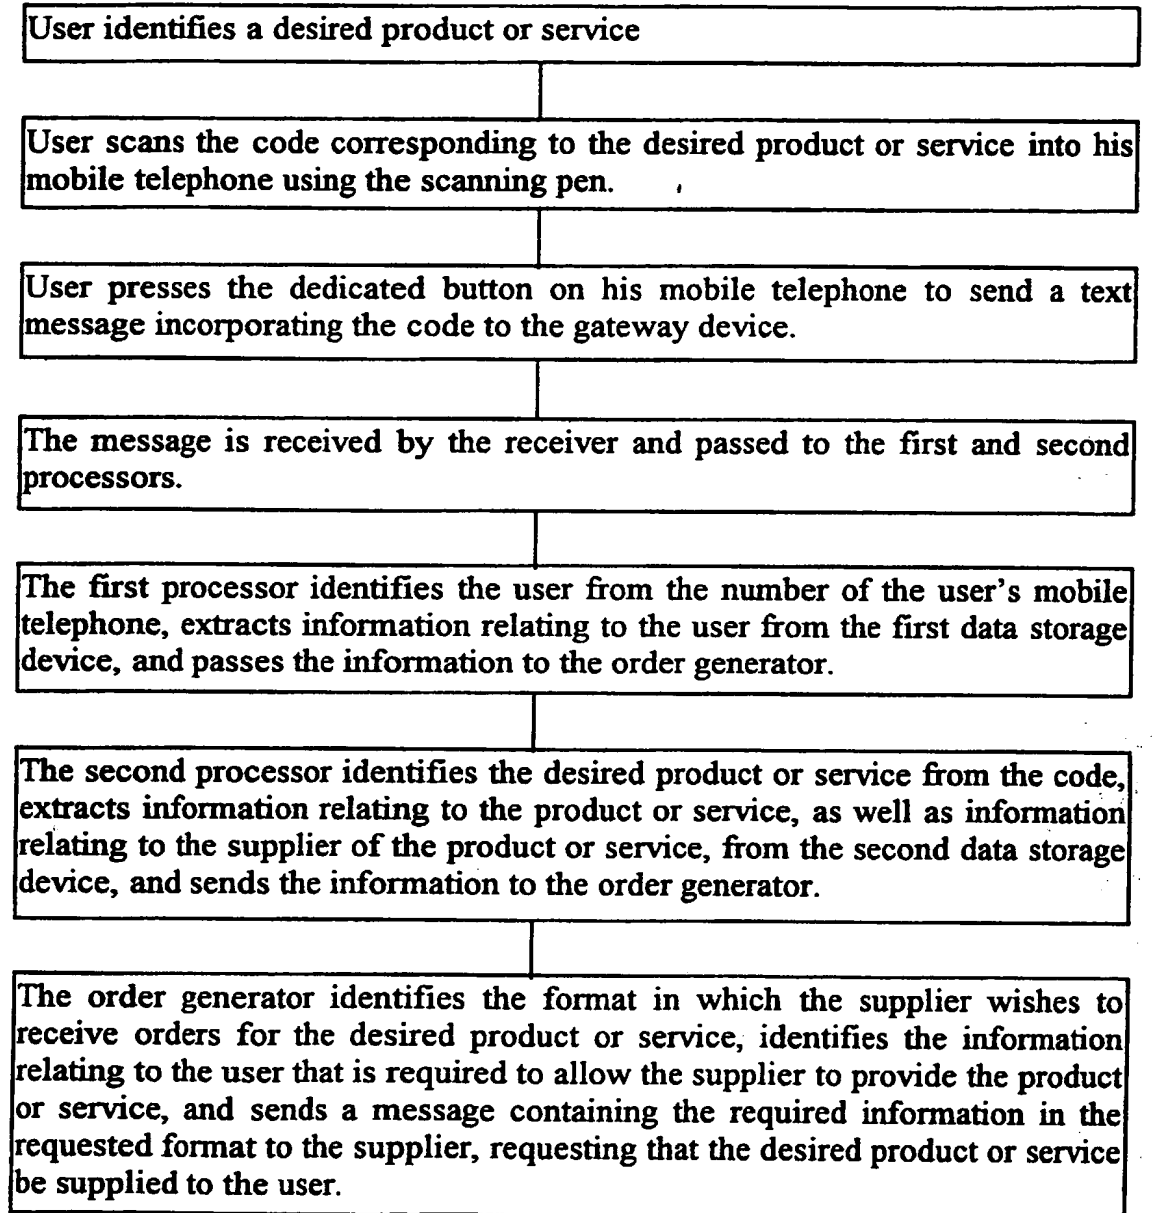 User identifies a desired product or service
User scans the code corresponding to the desired product or service into his
mobile telephone using the scanning pen.
User presses the dedicated button on his mobile telephone to send a text
message incorporating the code to the gateway device.
The message is received by the receiver and passed to the first and second
processors.
The first processor identifies the user from the number of the user's mobile
telephone, extracts information relating to the user from the first data storage
device, and passes the information to the order generator.
The second processor identifies the desired product or service from the code,
extracts information relating to the product or service, as well as information
relating to the supplier of the product or service, from the second data storage
device, and sends the information to the order generator.
The order generator identifies the format in which the supplier wishes to
receive orders for the desired product or service, identifies the information
relating to the user that is required to allow the supplier to provide the product
or service, and sends a message containing the required information in the
requested format to the supplier, requesting that the desired product or service
be supplied to the user.